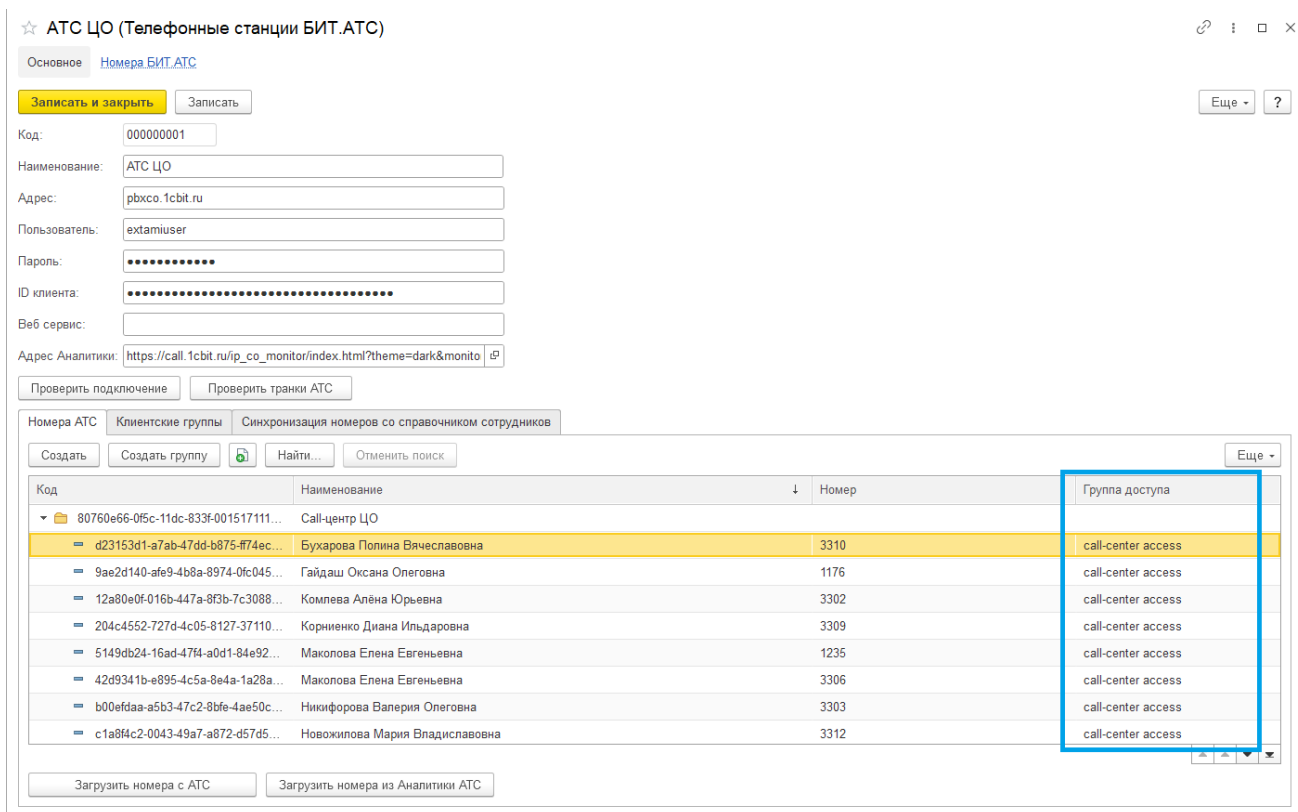 АТС ЦО (Телефонные станции БИТ.АТС)
Основное Номера БИТ.АТС
Записать и закрыть Записать Еще ?
Код: 000000001
Наименование: АТС ЦО
Адрес: pbxco.1cbit.ru
Пользователь: extamiuser
Пароль: ••••••••••••
ID клиента: ••••••••••••••••••••••••••••••••••••
Веб сервис:
Адрес Аналитики: https://call.1cbit.ru/ip_co_monitor/index.html?theme=dark&monito
Проверить подключение Проверить транки АТС
Номера АТС Клиентские группы Синхронизация номеров со справочником сотрудников
Создать Создать группу Найти... Отменить поиск Еще
Код Наименование ↓ Номер Группа доступа
80760e66-0f5c-11dc-833f-001517111... Call-центр ЦО
d23153d1-a7ab-47dd-b875-ff74ec... Бухарова Полина Вячеславовна 3310 call-center access
9ae2d140-afe9-4b8a-8974-0fc045... Гайдаш Оксана Олеговна 1176 call-center access
12a80e0f-016b-447a-8f3b-7c3088... Комлева Алёна Юрьевна 3302 call-center access
204c4552-727d-4c05-8127-37110... Корниенко Диана Ильдаровна 3309 call-center access
5149db24-16ad-47f4-a0d1-84e92... Маколова Елена Евгеньевна 1235 call-center access
42d9341b-e895-4c5a-8e4a-1a28a... Маколова Елена Евгеньевна 3306 call-center access
b00efdaa-a5b3-47c2-8bfe-4ae50c... Никифорова Валерия Олеговна 3303 call-center access
c1a8f4c2-0043-49a7-a872-d57d5... Новожилова Мария Владиславовна 3312 call-center access
Загрузить номера с АТС Загрузить номера из Аналитики АТС